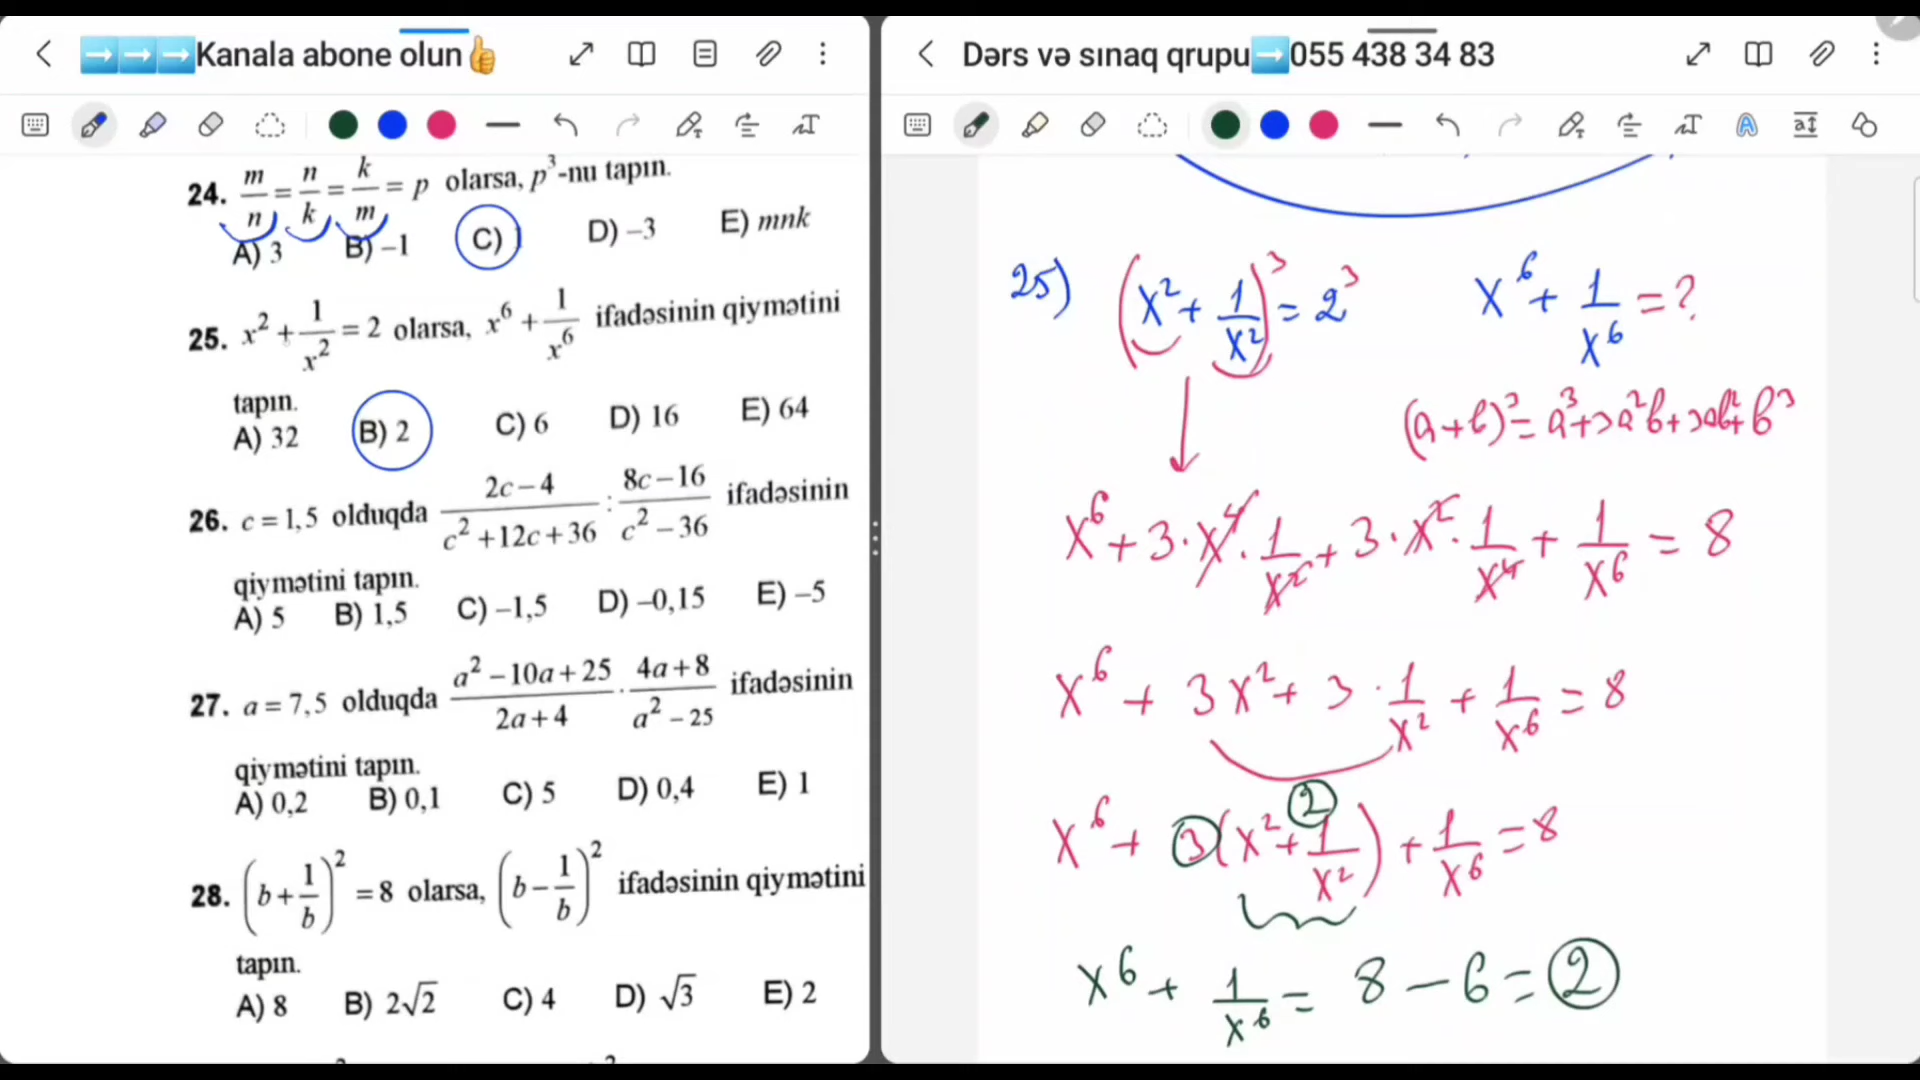 ➡➡➡Kanala abone olun👍
24. m/n = n/k = k/m = p olarsa, p³-nu tapın.
A) 3 B) –1 C) 1 D) –3 E) mnk
25. x² + 1/x² = 2 olarsa, x⁶ + 1/x⁶ ifadəsinin qiymətini
tapın.
A) 32 B) 2 C) 6 D) 16 E) 64
26. c = 1,5 olduqda (2c – 4)/(c² + 12c + 36) : (8c – 16)/(c² – 36) ifadəsinin
qiymətini tapın.
A) 5 B) 1,5 C) –1,5 D) –0,15 E) –5
27. a = 7,5 olduqda (a² – 10a + 25)/(2a + 4) · (4a + 8)/(a² – 25) ifadəsinin
qiymətini tapın.
A) 0,2 B) 0,1 C) 5 D) 0,4 E) 1
28. (b + 1/b)² = 8 olarsa, (b – 1/b)² ifadəsinin qiymətini
tapın.
A) 8 B) 2√2 C) 4 D) √3 E) 2
Dərs və sınaq qrupu➡055 438 34 83
25) (x² + 1/x²)³ = 2³ x⁶ + 1/x⁶ = ?
(a+b)³ = a³+3a²b+3ab²+b³
x⁶ + 3·x⁴·1/x² + 3·x²·1/x⁴ + 1/x⁶ = 8
x⁶ + 3x² + 3·1/x² + 1/x⁶ = 8
2
x⁶ + 3(x² + 1/x²) + 1/x⁶ = 8
x⁶ + 1/x⁶ = 8 – 6 = 2